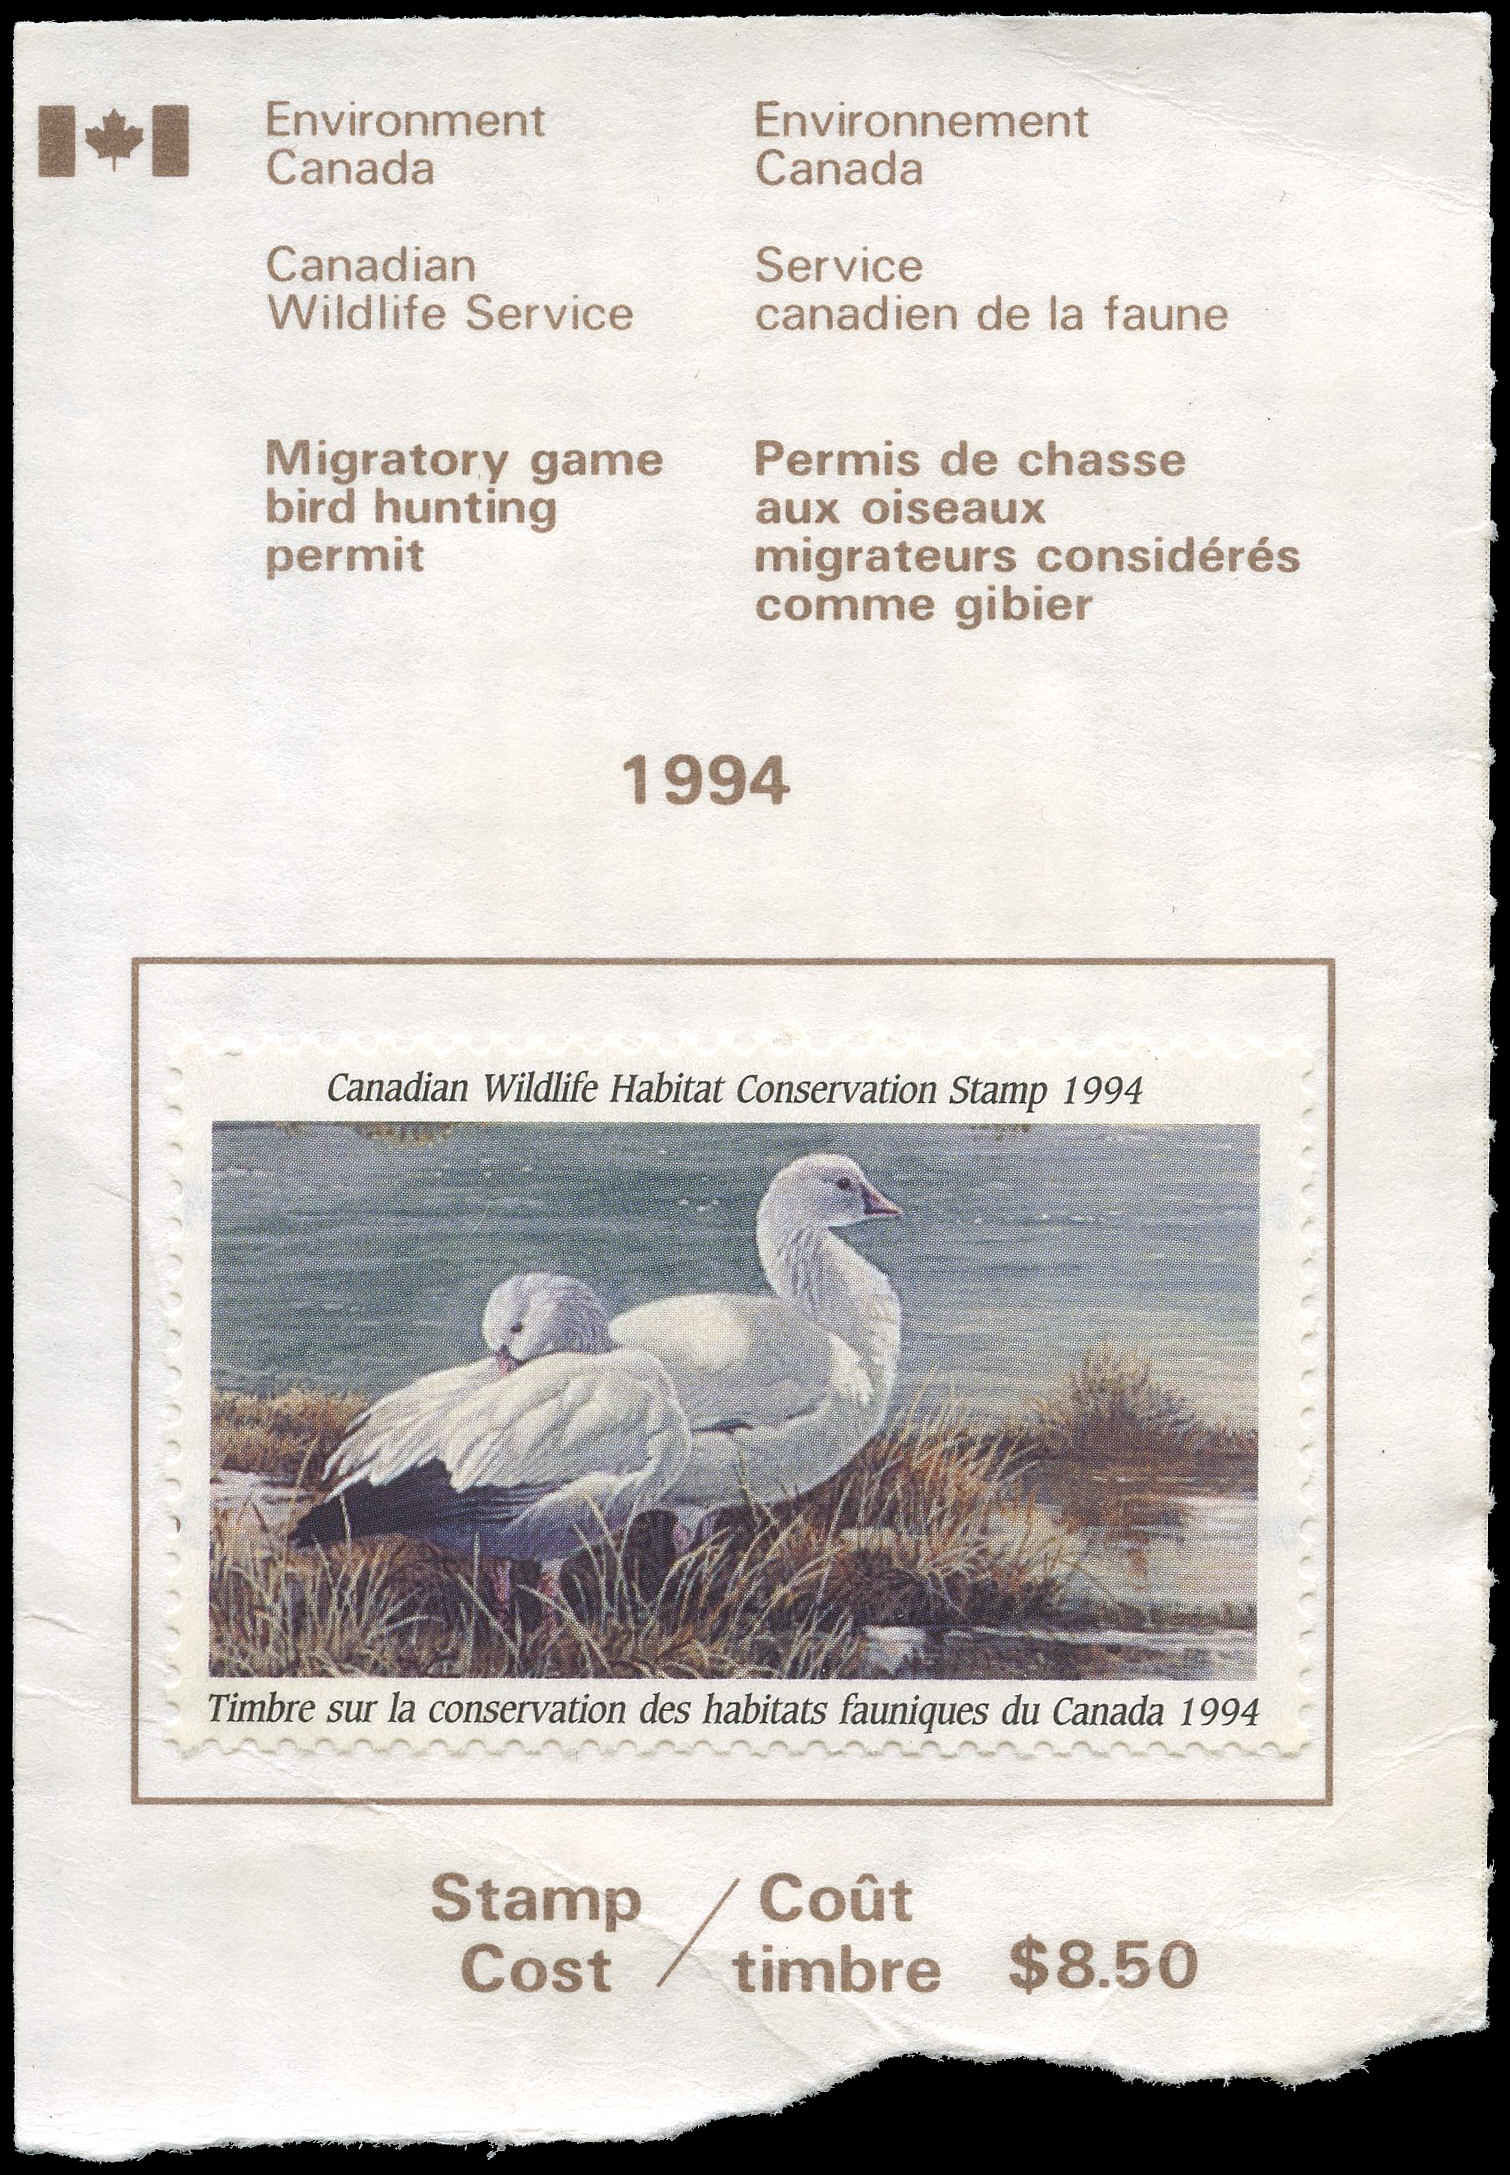 Environment
Canada
Environnement
Canada
Canadian
Wildlife Service
Service
canadien de la faune
Migratory game
bird hunting
permit
Permis de chasse
aux oiseaux
migrateurs considérés
comme gibier
1994
Canadian Wildlife Habitat Conservation Stamp 1994
Timbre sur la conservation des habitats fauniques du Canada 1994
Stamp / Coût
Cost / timbre $8.50